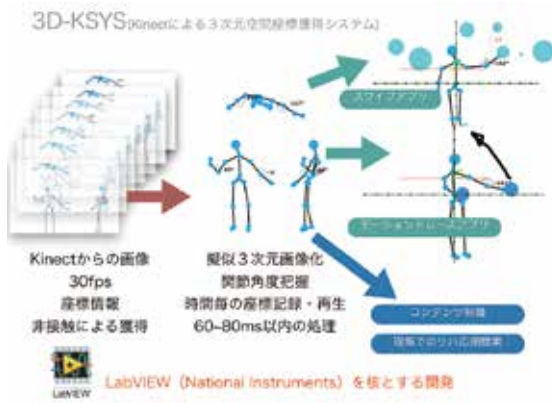 3D-KSYS[Kinectによる3次元空間座標獲得システム]
スワイプアプリ
モーショントレースアプリ
Kinectからの画像
30fps
座標情報
非接触による獲得
擬似3次元画像化
関節角度把握
時間毎の座標記録・再生
60~80ms以内の処理
コンテンツ制
現場でのリハ応用
LabVIEW
LabVIEW（National Instruments）を核とする開発